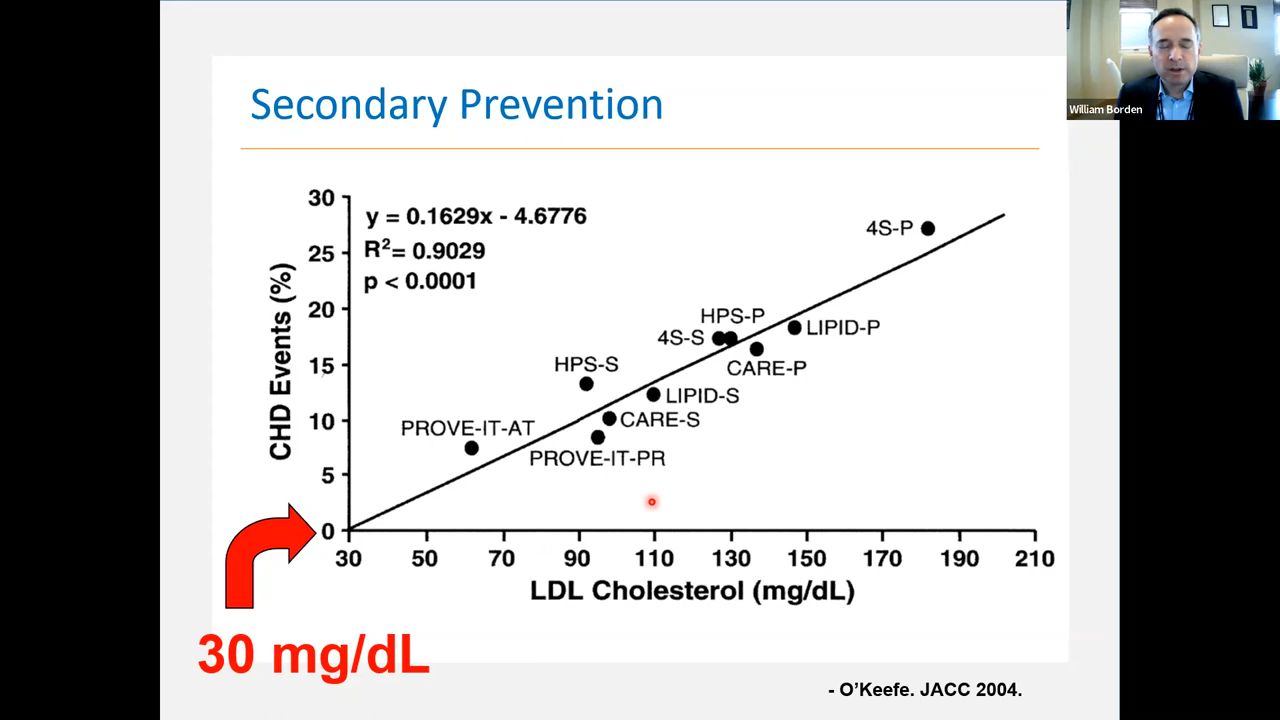 William Borden
Secondary Prevention
y = 0.1629x - 4.6776
R²= 0.9029
p < 0.0001
CHD Events (%)
30
25
20
15
10
5
0
4S-P
HPS-P
4S-S
LIPID-P
CARE-P
HPS-S
LIPID-S
CARE-S
PROVE-IT-AT
PROVE-IT-PR
30 50 70 90 110 130 150 170 190 210
LDL Cholesterol (mg/dL)
30 mg/dL
- O’Keefe. JACC 2004.